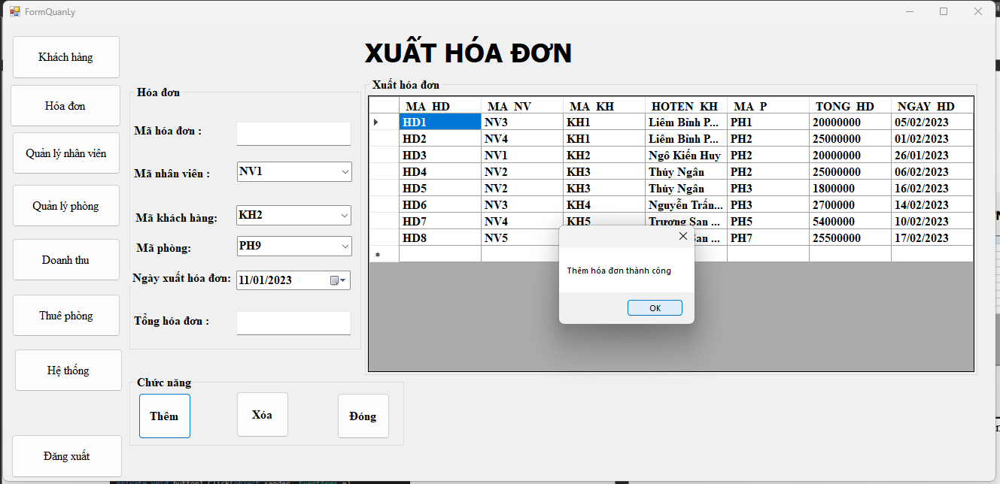 FormQuanLy
Khách hàng
Hóa đơn
Quản lý nhân viên
Quản lý phòng
Doanh thu
Thuê phòng
Hệ thống
Đăng xuất
XUẤT HÓA ĐƠN
Hóa đơn
Mã hóa đơn :
Mã nhân viên : NV1
Mã khách hàng: KH2
Mã phòng: PH9
Ngày xuất hóa đơn: 11/01/2023
Tổng hóa đơn :
Chức năng
Thêm Xóa Đóng
Xuất hóa đơn
MA_HD MA_NV MA_KH HOTEN_KH MA_P TONG_HD NGAY_HD
HD1 NV3 KH1 Liêm Bỉnh P... PH1 20000000 05/02/2023
HD2 NV4 KH1 Liêm Bỉnh P... PH2 25000000 01/02/2023
HD3 NV1 KH2 Ngô Kiến Huy PH2 20000000 26/01/2023
HD4 NV2 KH3 Thúy Ngân PH2 25000000 06/02/2023
HD5 NV2 KH3 Thúy Ngân PH3 1800000 16/02/2023
HD6 NV3 KH4 Nguyễn Trấn... PH3 2700000 14/02/2023
HD7 NV4 KH5 Trương San ... PH5 5400000 10/02/2023
HD8 NV5 San ... PH7 25500000 17/02/2023
Thêm hóa đơn thành công
OK